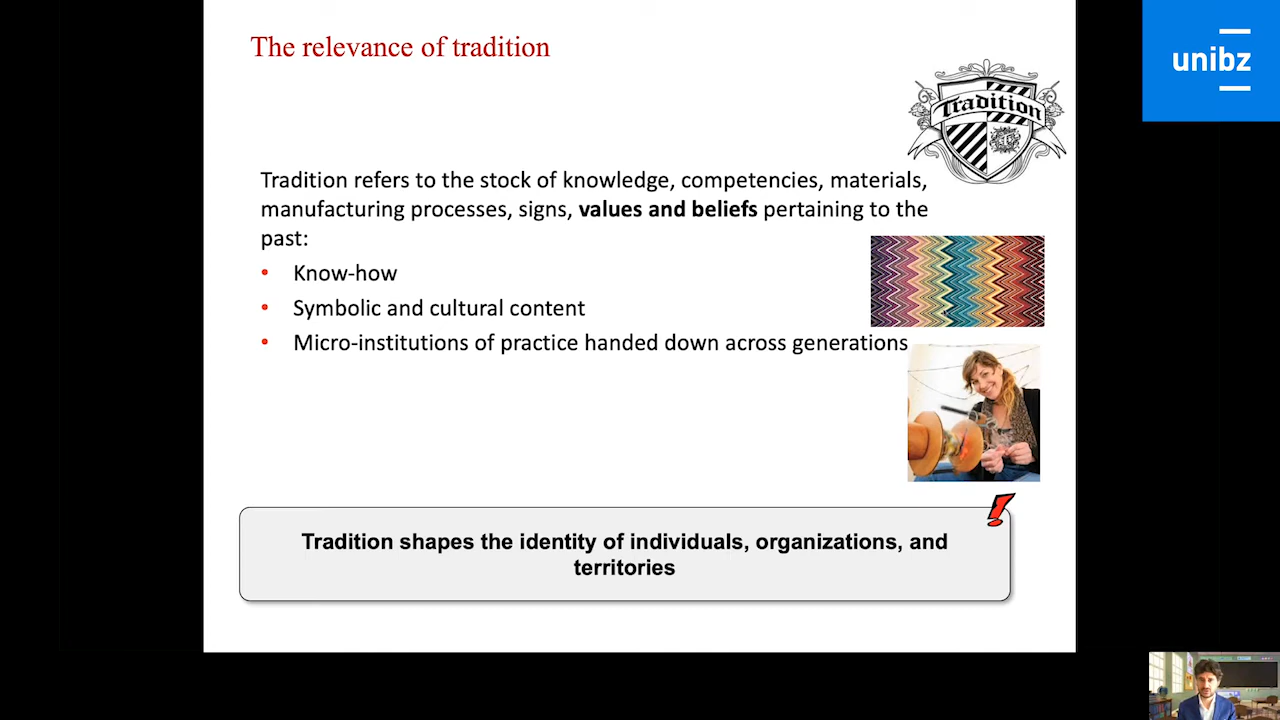 The relevance of tradition
unibz
Tradition
Tradition refers to the stock of knowledge, competencies, materials,
manufacturing processes, signs, values and beliefs pertaining to the
past:
• Know-how
• Symbolic and cultural content
• Micro-institutions of practice handed down across generations
Tradition shapes the identity of individuals, organizations, and
territories